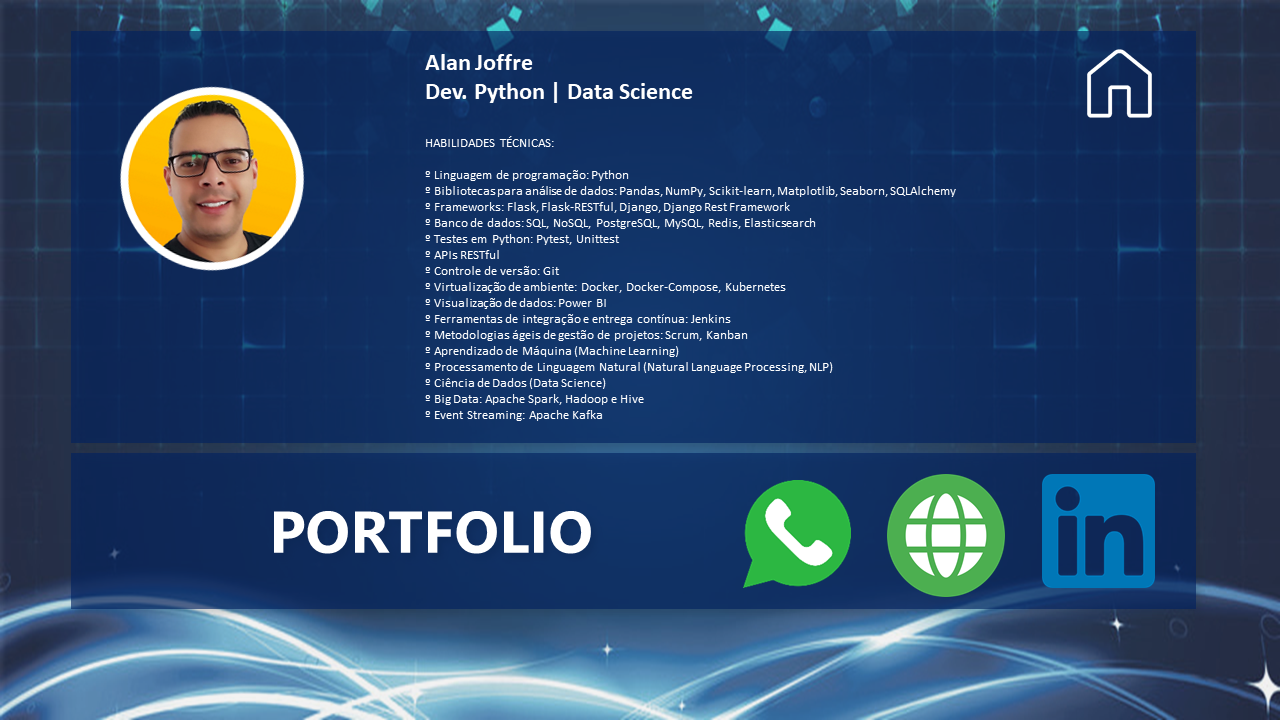 Alan Joffre
Dev. Python | Data Science
HABILIDADES TÉCNICAS:
º Linguagem de programação: Python
º Bibliotecas para análise de dados: Pandas, NumPy, Scikit-learn, Matplotlib, Seaborn, SQLAlchemy
º Frameworks: Flask, Flask-RESTful, Django, Django Rest Framework
º Banco de dados: SQL, NoSQL, PostgreSQL, MySQL, Redis, Elasticsearch
º Testes em Python: Pytest, Unittest
º APIs RESTful
º Controle de versão: Git
º Virtualização de ambiente: Docker, Docker-Compose, Kubernetes
º Visualização de dados: Power BI
º Ferramentas de integração e entrega contínua: Jenkins
º Metodologias ágeis de gestão de projetos: Scrum, Kanban
º Aprendizado de Máquina (Machine Learning)
º Processamento de Linguagem Natural (Natural Language Processing, NLP)
º Ciência de Dados (Data Science)
º Big Data: Apache Spark, Hadoop e Hive
º Event Streaming: Apache Kafka
PORTFOLIO
in